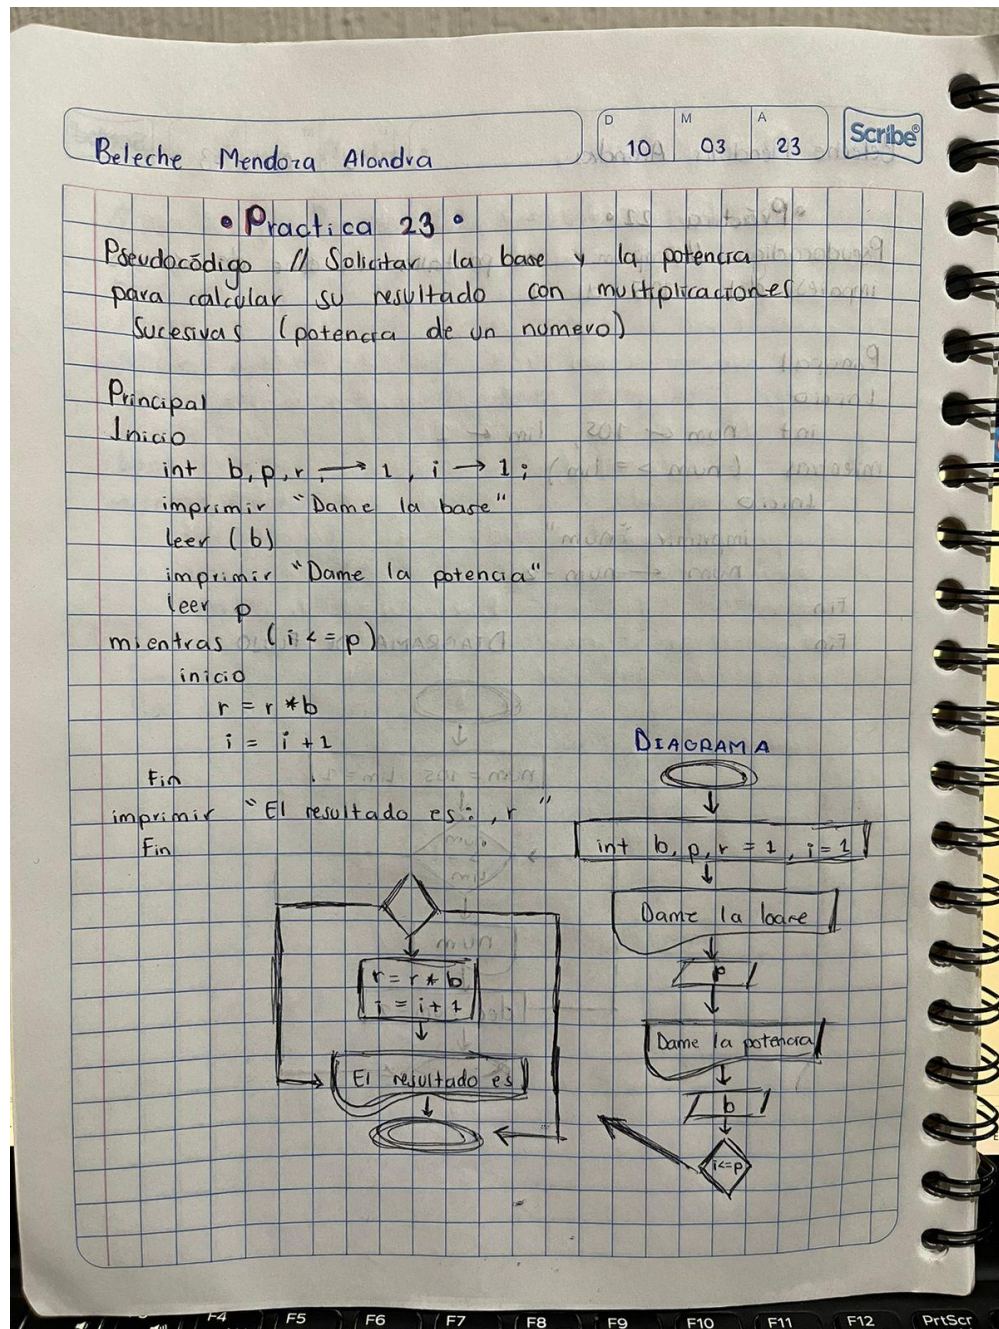 D M A
Beleche Mendoza Alondra 10 03 23 Scribe®
• Practica 23 •
Pseudocódigo // Solicitar la base y la potencia
para calcular su resultado con multiplicaciones
sucesivas (potencia de un numero)
Principal
Inicio
int b, p, r → 1, i → 1;
imprimir "Dame la base"
leer (b)
imprimir "Dame la potencia"
leer p
mientras (i <= p)
inicio
r = r * b
i = i + 1
Fin
imprimir "El resultado es: , r "
Fin
DIAGRAMA
int b, p, r = 1, i = 1
Dame la base
p
Dame la potencia
b
i<=p
r = r * b
i = i + 1
El resultado es
F4 F5 F6 F7 F8 F9 F10 F11 F12 PrtScr